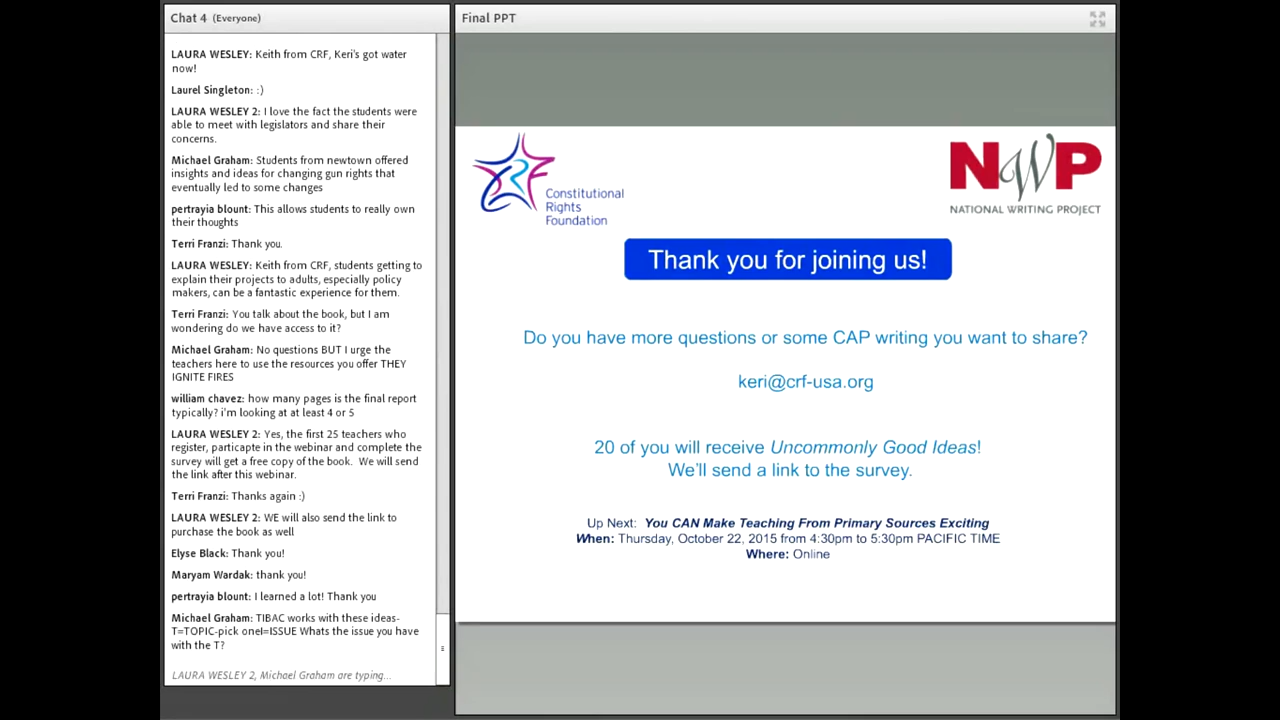 Chat 4 (Everyone)
LAURA WESLEY: Keith from CRF, Keri's got water
now!
Laurel Singleton: :)
LAURA WESLEY 2: I love the fact the students were
able to meet with legislators and share their
concerns.
Michael Graham: Students from newtown offered
insights and ideas for changing gun rights that
eventually led to some changes
pertrayia blount: This allows students to really own
their thoughts
Terri Franzi: Thank you.
LAURA WESLEY: Keith from CRF, students getting to
explain their projects to adults, especially policy
makers, can be a fantastic experience for them.
Terri Franzi: You talk about the book, but I am
wondering do we have access to it?
Michael Graham: No questions BUT I urge the
teachers here to use the resources you offer THEY
IGNITE FIRES
william chavez: how many pages is the final report
typically? i'm looking at at least 4 or 5
LAURA WESLEY 2: Yes, the first 25 teachers who
register, particapte in the webinar and complete the
survey will get a free copy of the book. We will send
the link after this webinar.
Terri Franzi: Thanks again :)
LAURA WESLEY 2: WE will also send the link to
purchase the book as well
Elyse Black: Thank you!
Maryam Wardak: thank you!
pertrayia blount: I learned a lot! Thank you
Michael Graham: TIBAC works with these ideas-
T=TOPIC-pick oneI=ISSUE Whats the issue you have
with the T?
LAURA WESLEY 2, Michael Graham are typing...
Final PPT
CRF
Constitutional
Rights
Foundation
NWP
NATIONAL WRITING PROJECT
Thank you for joining us!
Do you have more questions or some CAP writing you want to share?
keri@crf-usa.org
20 of you will receive Uncommonly Good Ideas!
We'll send a link to the survey.
Up Next: You CAN Make Teaching From Primary Sources Exciting
When: Thursday, October 22, 2015 from 4:30pm to 5:30pm PACIFIC TIME
Where: Online